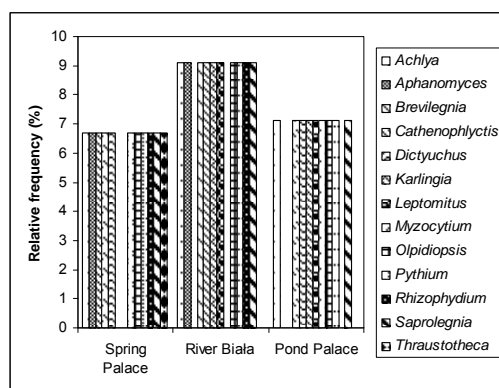 Relative frequency (%)
10
9
8
7
6
5
4
3
2
1
0
Spring
Palace
River Biała
Pond Palace
Achlya
Aphanomyces
Brevilegnia
Cathenophlyctis
Dictyuchus
Karlingia
Leptomitus
Myzocytium
Olpidiopsis
Pythium
Rhizophydium
Saprolegnia
Thraustotheca